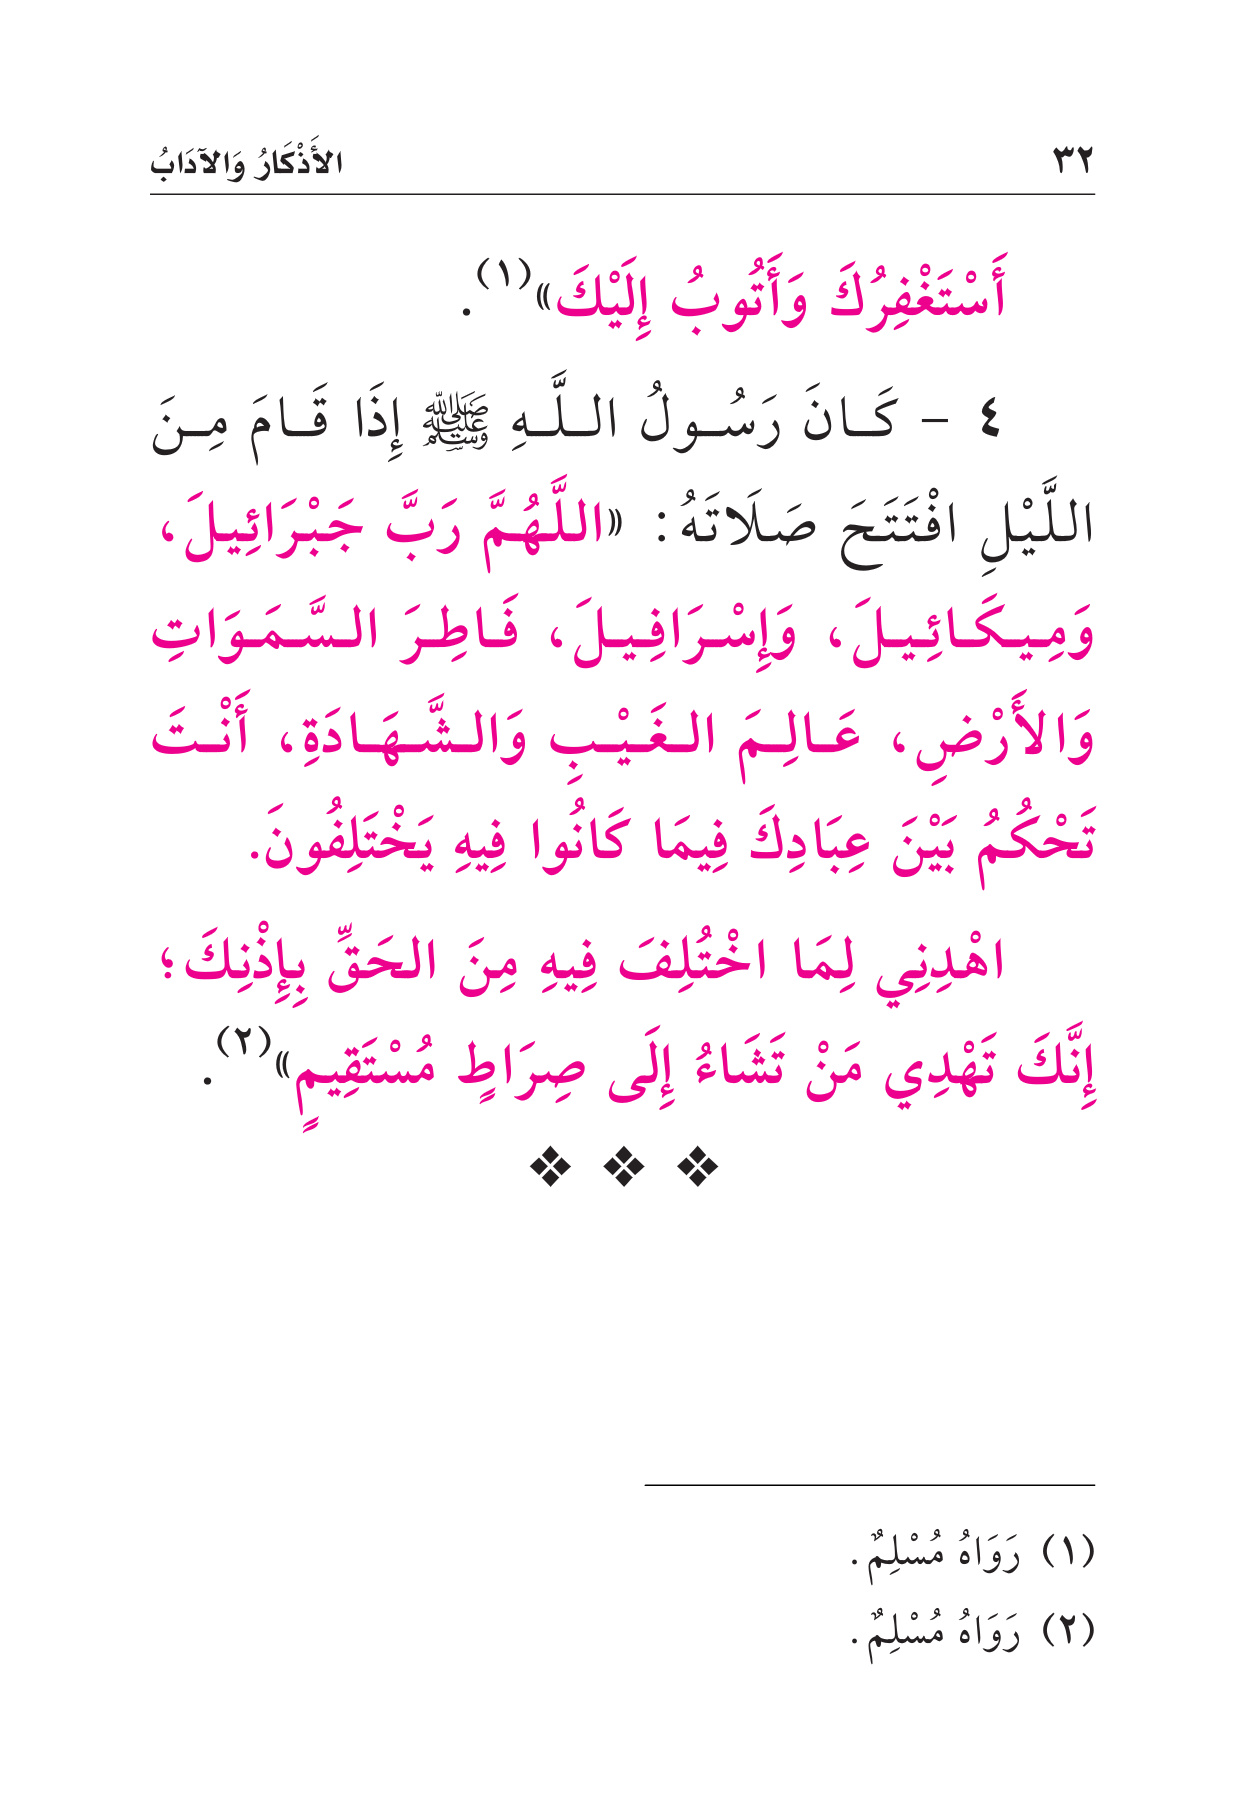 ٣٢ الأَذْكَارُ وَالآدَابُ
أَسْتَغْفِرُكَ وَأَتُوبُ إِلَيْكَ»(١).
٤ - كَانَ رَسُولُ اللَّهِ ﷺ إِذَا قَامَ مِنَ
اللَّيْلِ افْتَتَحَ صَلَاتَهُ: «اللَّهُمَّ رَبَّ جَبْرَائِيلَ،
وَمِيكَائِيلَ، وَإِسْرَافِيلَ، فَاطِرَ السَّمَوَاتِ
وَالأَرْضِ، عَالِمَ الغَيْبِ وَالشَّهَادَةِ، أَنْتَ
تَحْكُمُ بَيْنَ عِبَادِكَ فِيمَا كَانُوا فِيهِ يَخْتَلِفُونَ.
اهْدِنِي لِمَا اخْتُلِفَ فِيهِ مِنَ الحَقِّ بِإِذْنِكَ؛
إِنَّكَ تَهْدِي مَنْ تَشَاءُ إِلَى صِرَاطٍ مُسْتَقِيمٍ»(٢).
(١) رَوَاهُ مُسْلِمٌ.
(٢) رَوَاهُ مُسْلِمٌ.